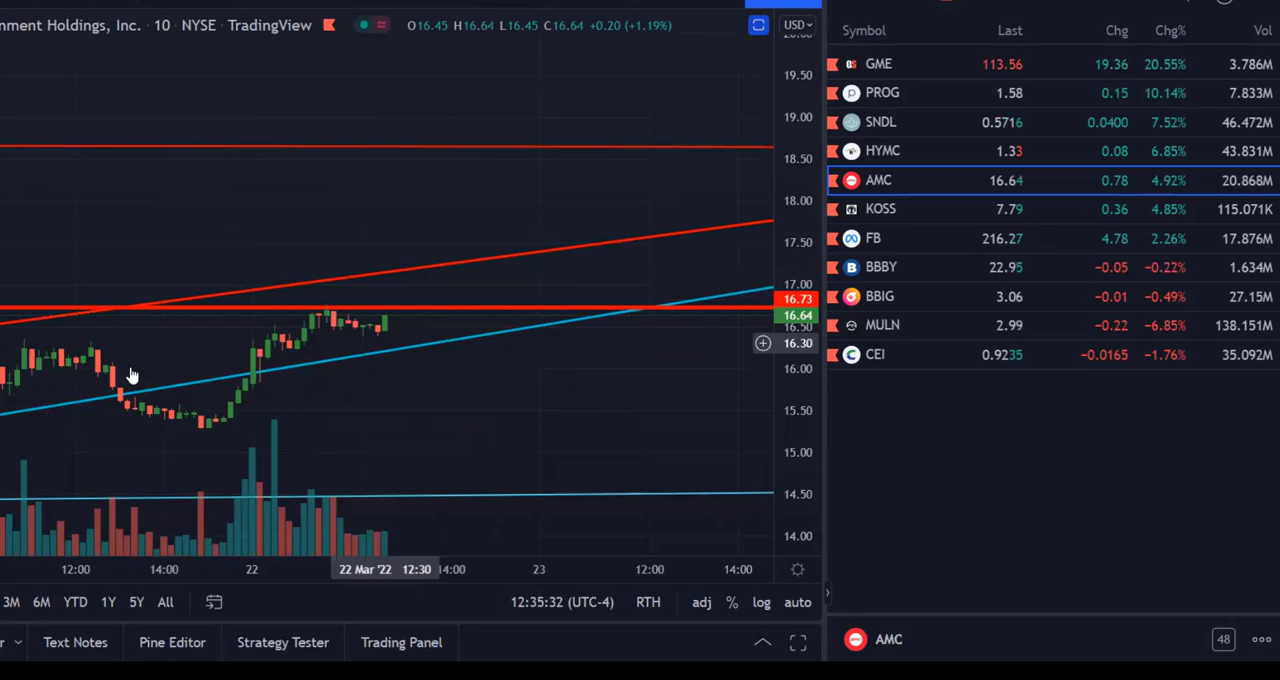 nment Holdings, Inc. · 10 · NYSE · TradingView O16.45 H16.64 L16.45 C16.64 +0.20 (+1.19%)
USD
20.00
19.50
19.00
18.50
18.00
17.50
17.00
16.73
16.64
16.50
16.30
16.00
15.50
15.00
14.50
14.00
12:00 14:00 22 22 Mar '22 12:30 14:00 23 12:00 14:00
3M 6M YTD 1Y 5Y All 12:35:32 (UTC-4) RTH adj % log auto
r Text Notes Pine Editor Strategy Tester Trading Panel
Symbol Last Chg Chg% Vol
GME 113.56 19.36 20.55% 3.786M
PROG 1.58 0.15 10.14% 7.833M
SNDL 0.5716 0.0400 7.52% 46.472M
HYMC 1.33 0.08 6.85% 43.831M
AMC 16.64 0.78 4.92% 20.868M
KOSS 7.79 0.36 4.85% 115.071K
FB 216.27 4.78 2.26% 17.876M
BBBY 22.95 −0.05 −0.22% 1.634M
BBIG 3.06 −0.01 −0.49% 27.15M
MULN 2.99 −0.22 −6.85% 138.151M
CEI 0.9235 −0.0165 −1.76% 35.092M
AMC 48